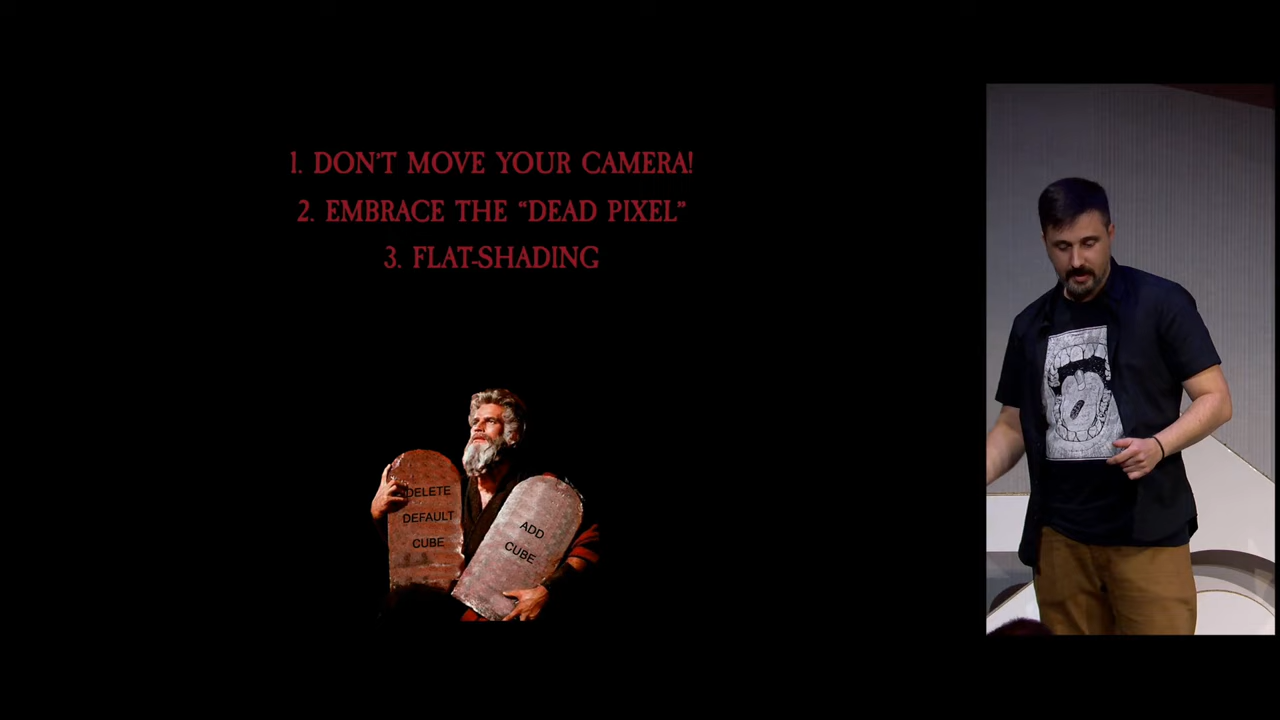 1. DON'T MOVE YOUR CAMERA!
2. EMBRACE THE “DEAD PIXEL”
3. FLAT-SHADING
DELETE
DEFAULT
CUBE
ADD
CUBE